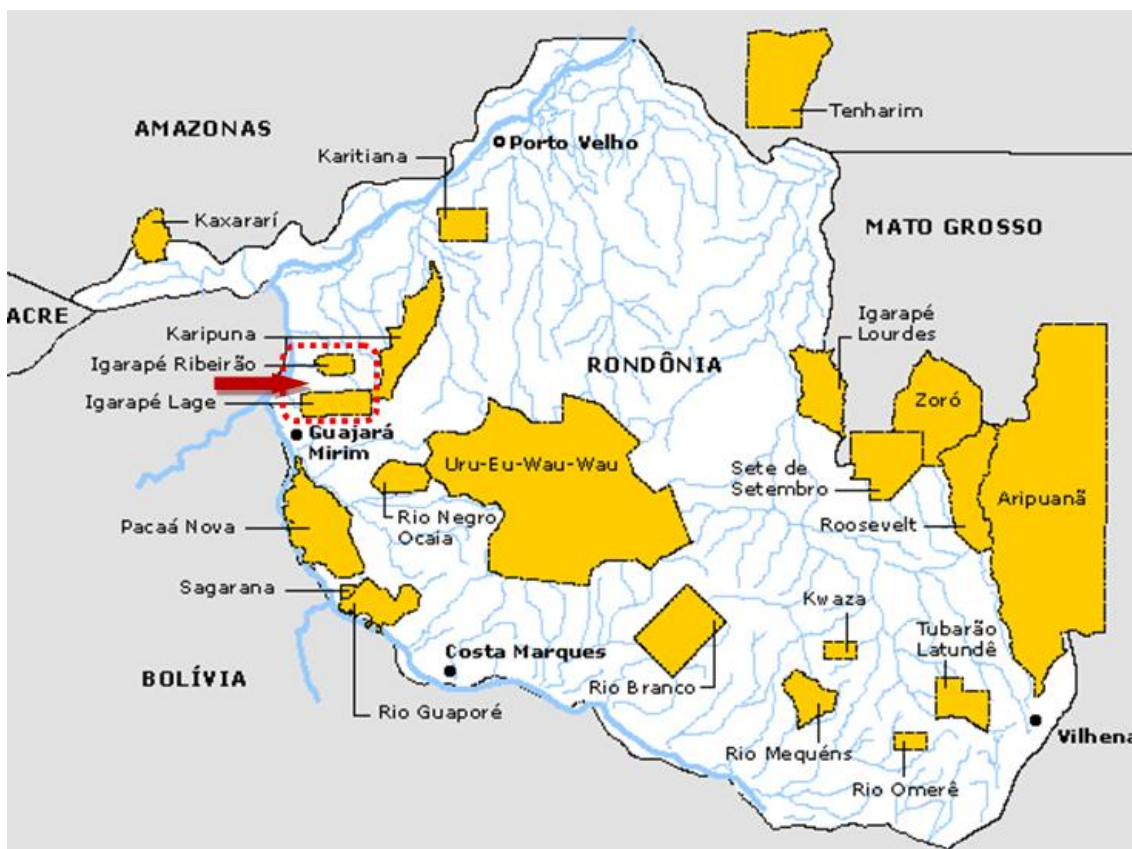 Tenharim
AMAZONAS
Porto Velho
Karitiana
Kaxararí
MATO GROSSO
ACRE
Karipuna
Igarapé
Lourdes
Igarapé Ribeirão
RONDÔNIA
Igarapé Lage
Zoró
Guajará
Mirim
Uru-Eu-Wau-Wau
Sete de
Setembro
Aripuanã
Pacaá Nova
Rio Negro
Ocaia
Roosevelt
Sagarana
Kwaza
Tubarão
Latundê
Costa Marques
BOLÍVIA
Rio Branco
Rio Guaporé
Vilhena
Rio Mequéns
Rio Omerê